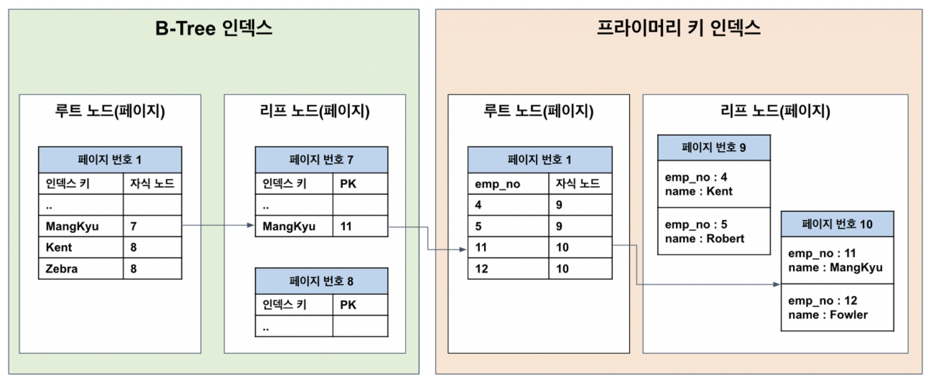 B-Tree 인덱스
루트 노드(페이지)
페이지 번호 1
인덱스 키 자식 노드
..
MangKyu 7
Kent 8
Zebra 8
리프 노드(페이지)
페이지 번호 7
인덱스 키 PK
..
MangKyu 11
페이지 번호 8
인덱스 키 PK
..
프라이머리 키 인덱스
루트 노드(페이지)
페이지 번호 1
emp_no 자식 노드
4 9
5 9
11 10
12 10
리프 노드(페이지)
페이지 번호 9
emp_no : 4
name : Kent
emp_no : 5
name : Robert
페이지 번호 10
emp_no : 11
name : MangKyu
emp_no : 12
name : Fowler